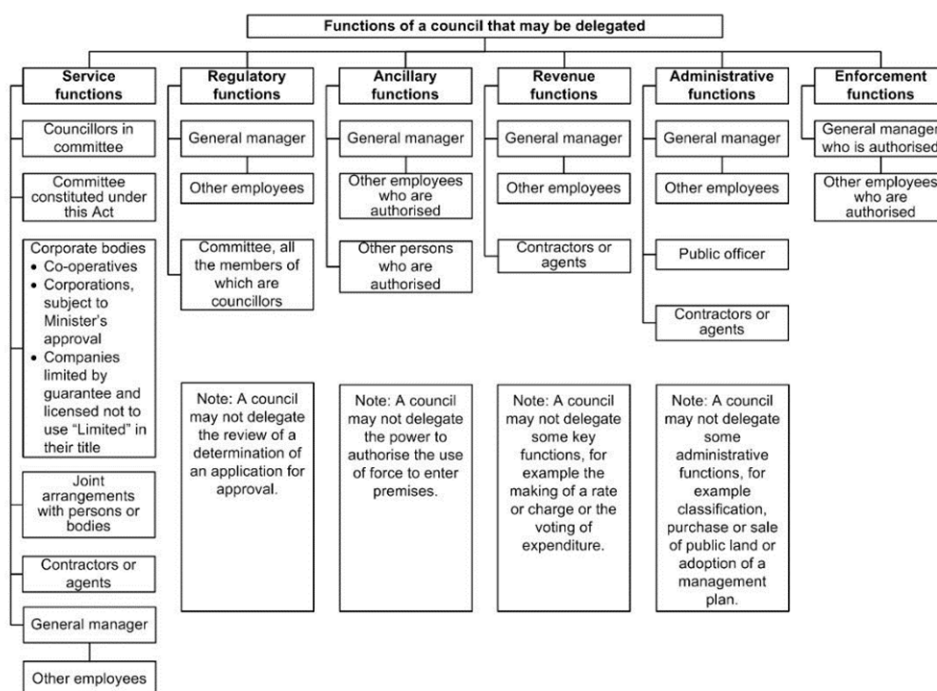 Functions of a council that may be delegated
Service
functions
Councillors in
committee
Committee
constituted under
this Act
Corporate bodies
• Co-operatives
• Corporations,
subject to
Minister's
approval
• Companies
limited by
guarantee and
licensed not to
use "Limited" in
their title
Joint
arrangements
with persons or
bodies
Contractors or
agents
General manager
Other employees
Regulatory
functions
General manager
Other employees
Committee, all
the members of
which are
councillors
Note: A council
may not delegate
the review of a
determination of
an application for
approval.
Ancillary
functions
General manager
Other employees
who are
authorised
Other persons
who are
authorised
Note: A council
may not delegate
the power to
authorise the use
of force to enter
premises.
Revenue
functions
General manager
Other employees
Contractors or
agents
Note: A council
may not delegate
some key
functions, for
example the
making of a rate
or charge or the
voting of
expenditure.
Administrative
functions
General manager
Other employees
Public officer
Contractors or
agents
Note: A council
may not delegate
some
administrative
functions, for
example
classification,
purchase or sale
of public land or
adoption of a
management
plan.
Enforcement
functions
General manager
who is authorised
Other employees
who are
authorised